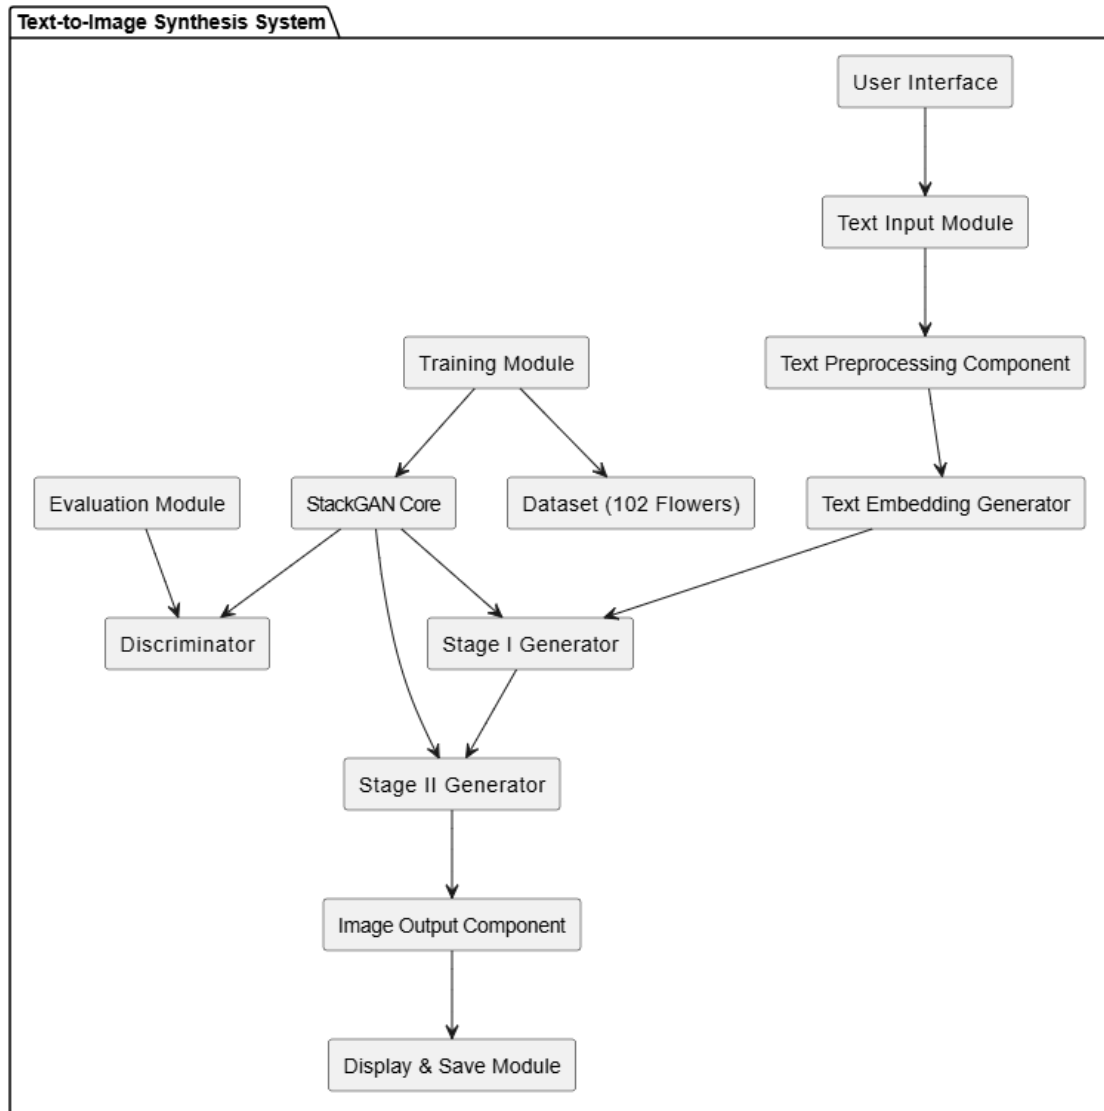 Text-to-Image Synthesis System
User Interface
Text Input Module
Training Module
Text Preprocessing Component
Evaluation Module
StackGAN Core
Dataset (102 Flowers)
Text Embedding Generator
Discriminator
Stage I Generator
Stage II Generator
Image Output Component
Display & Save Module